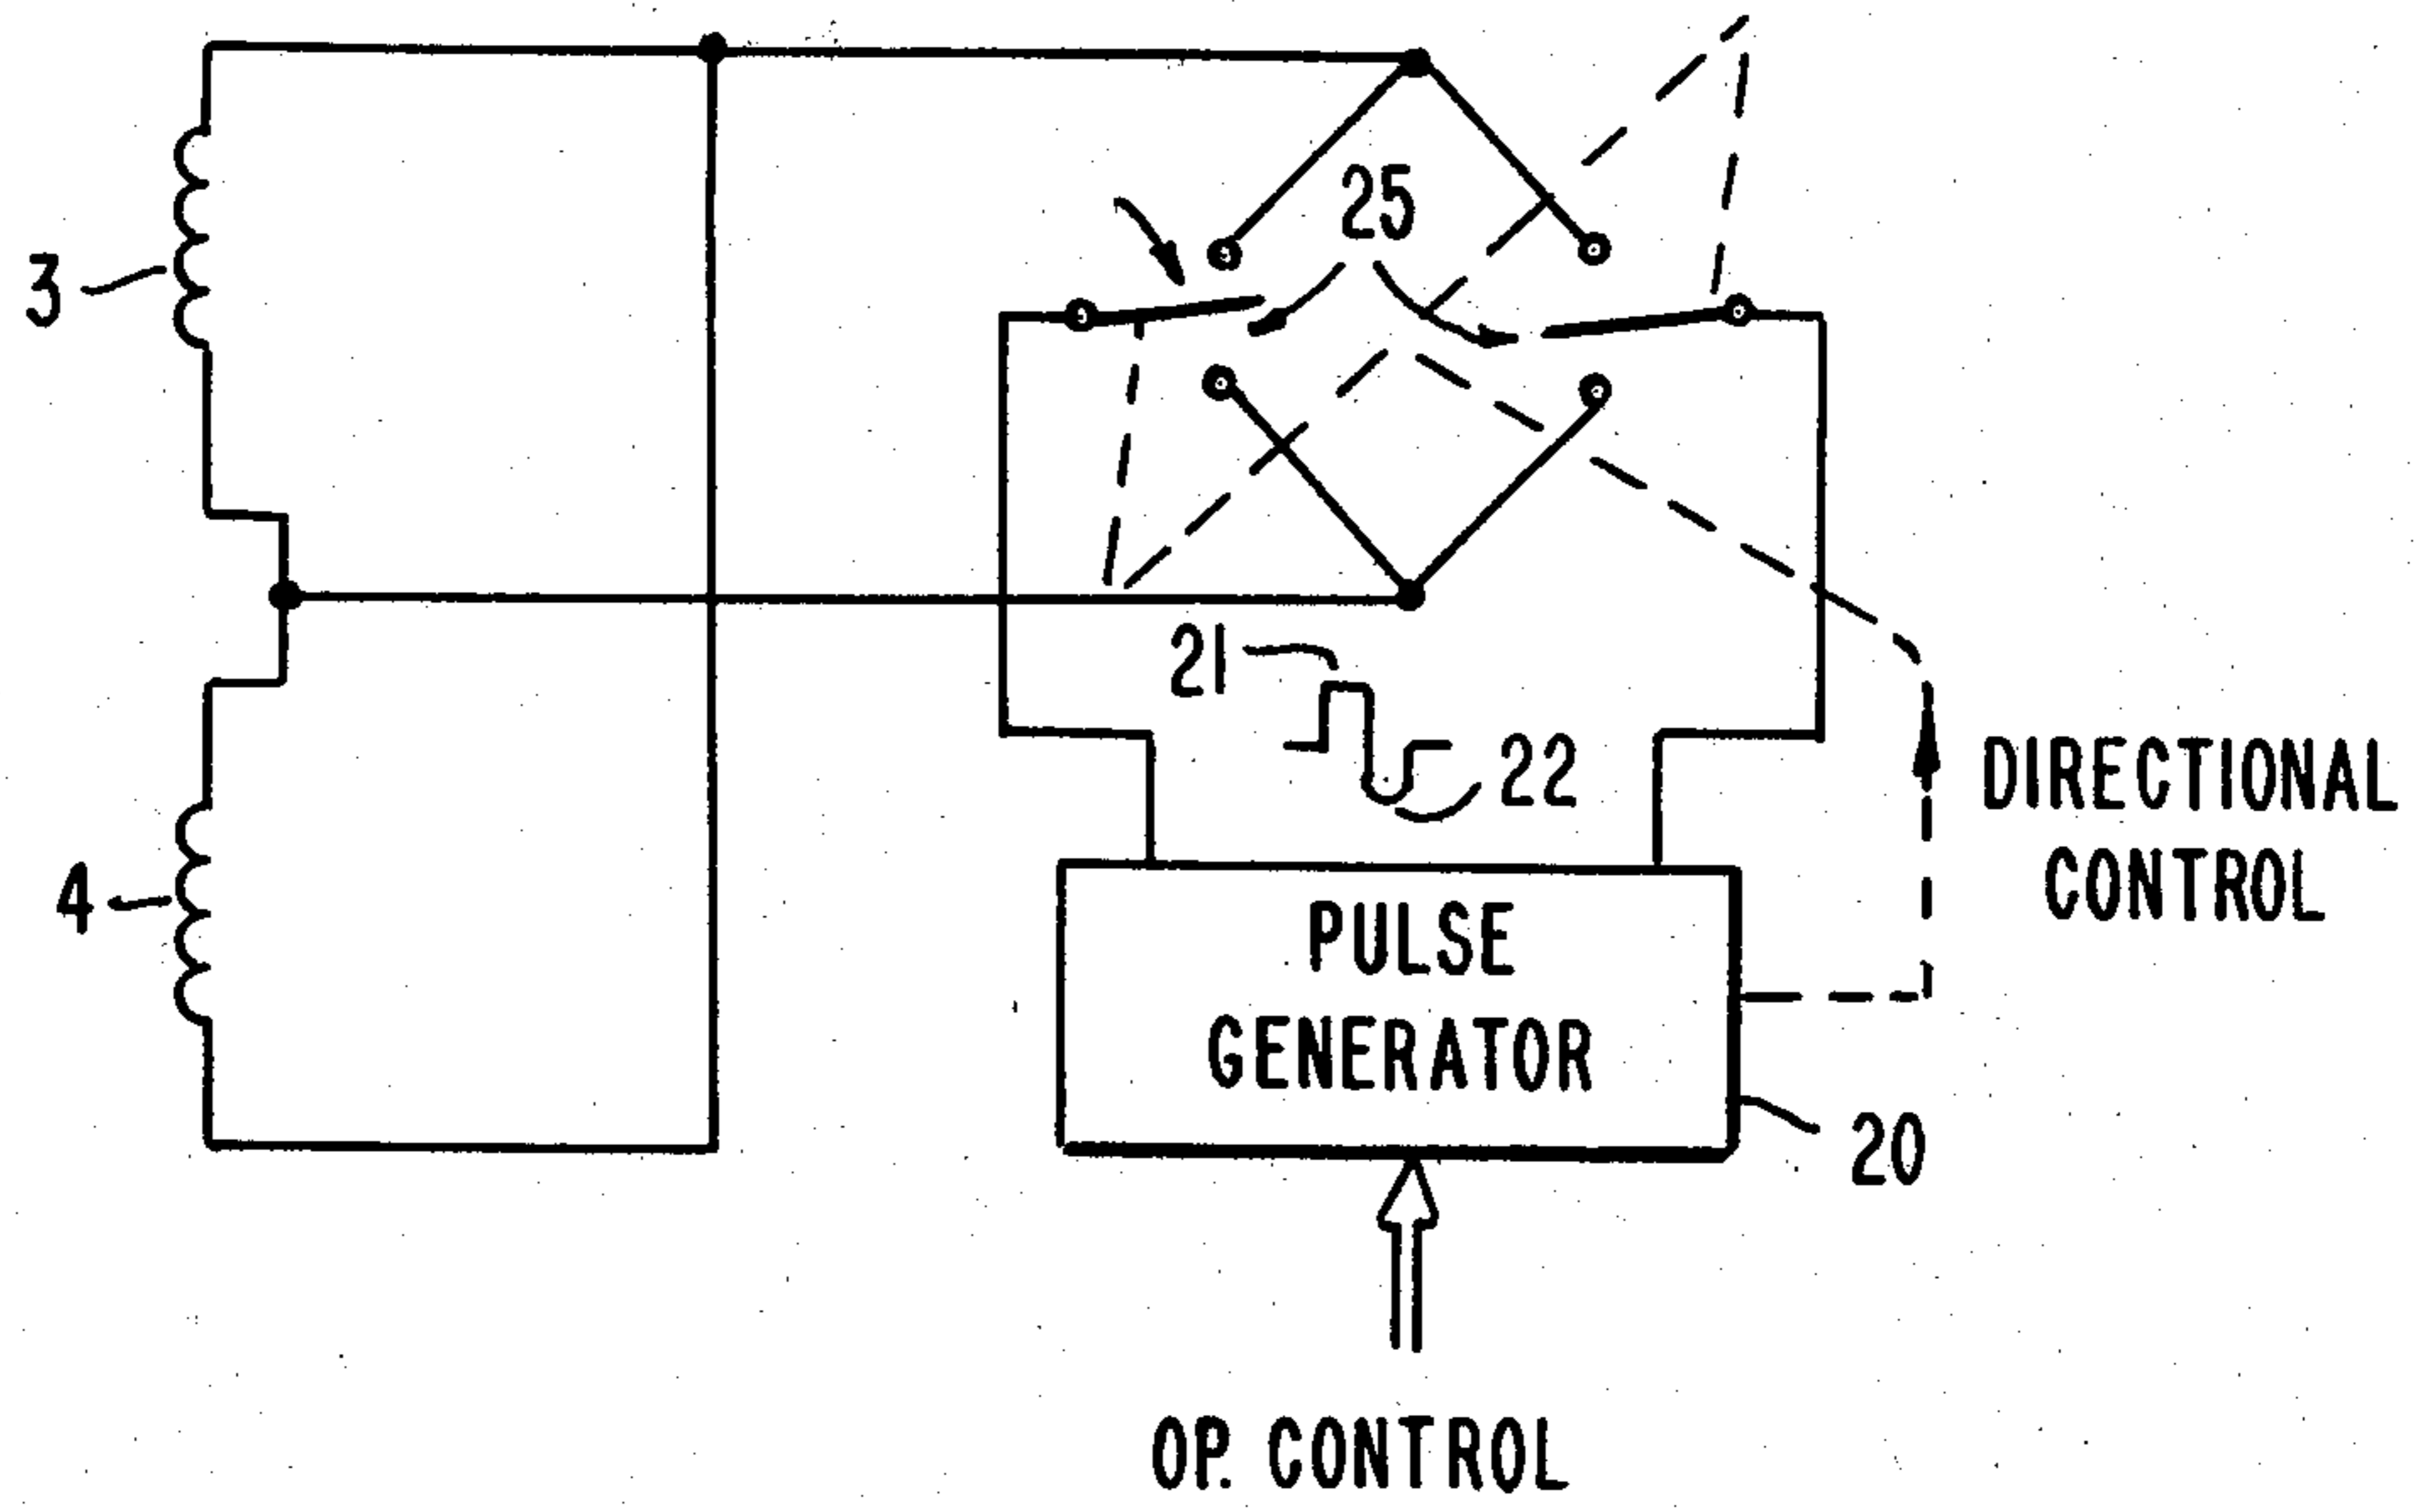 25
3
21
22
DIRECTIONAL
CONTROL
4
PULSE
GENERATOR
20
OP. CONTROL